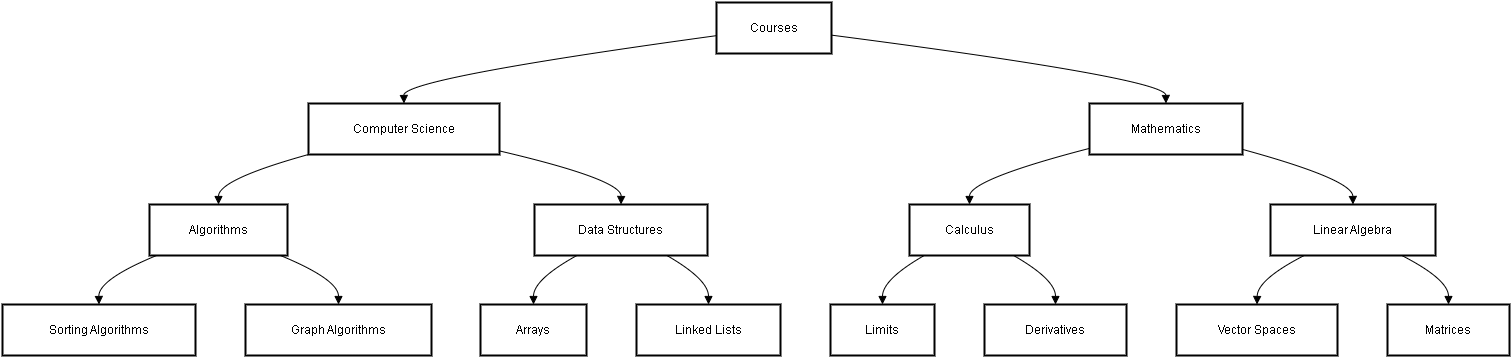 Courses
Computer Science
Mathematics
Algorithms
Data Structures
Calculus
Linear Algebra
Sorting Algorithms
Graph Algorithms
Arrays
Linked Lists
Limits
Derivatives
Vector Spaces
Matrices